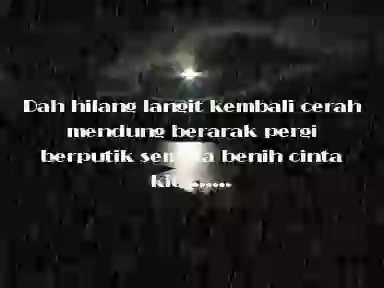 Dah hilang langit kembali cerah
mendung berarak pergi
berputik semula benih cinta
kita......